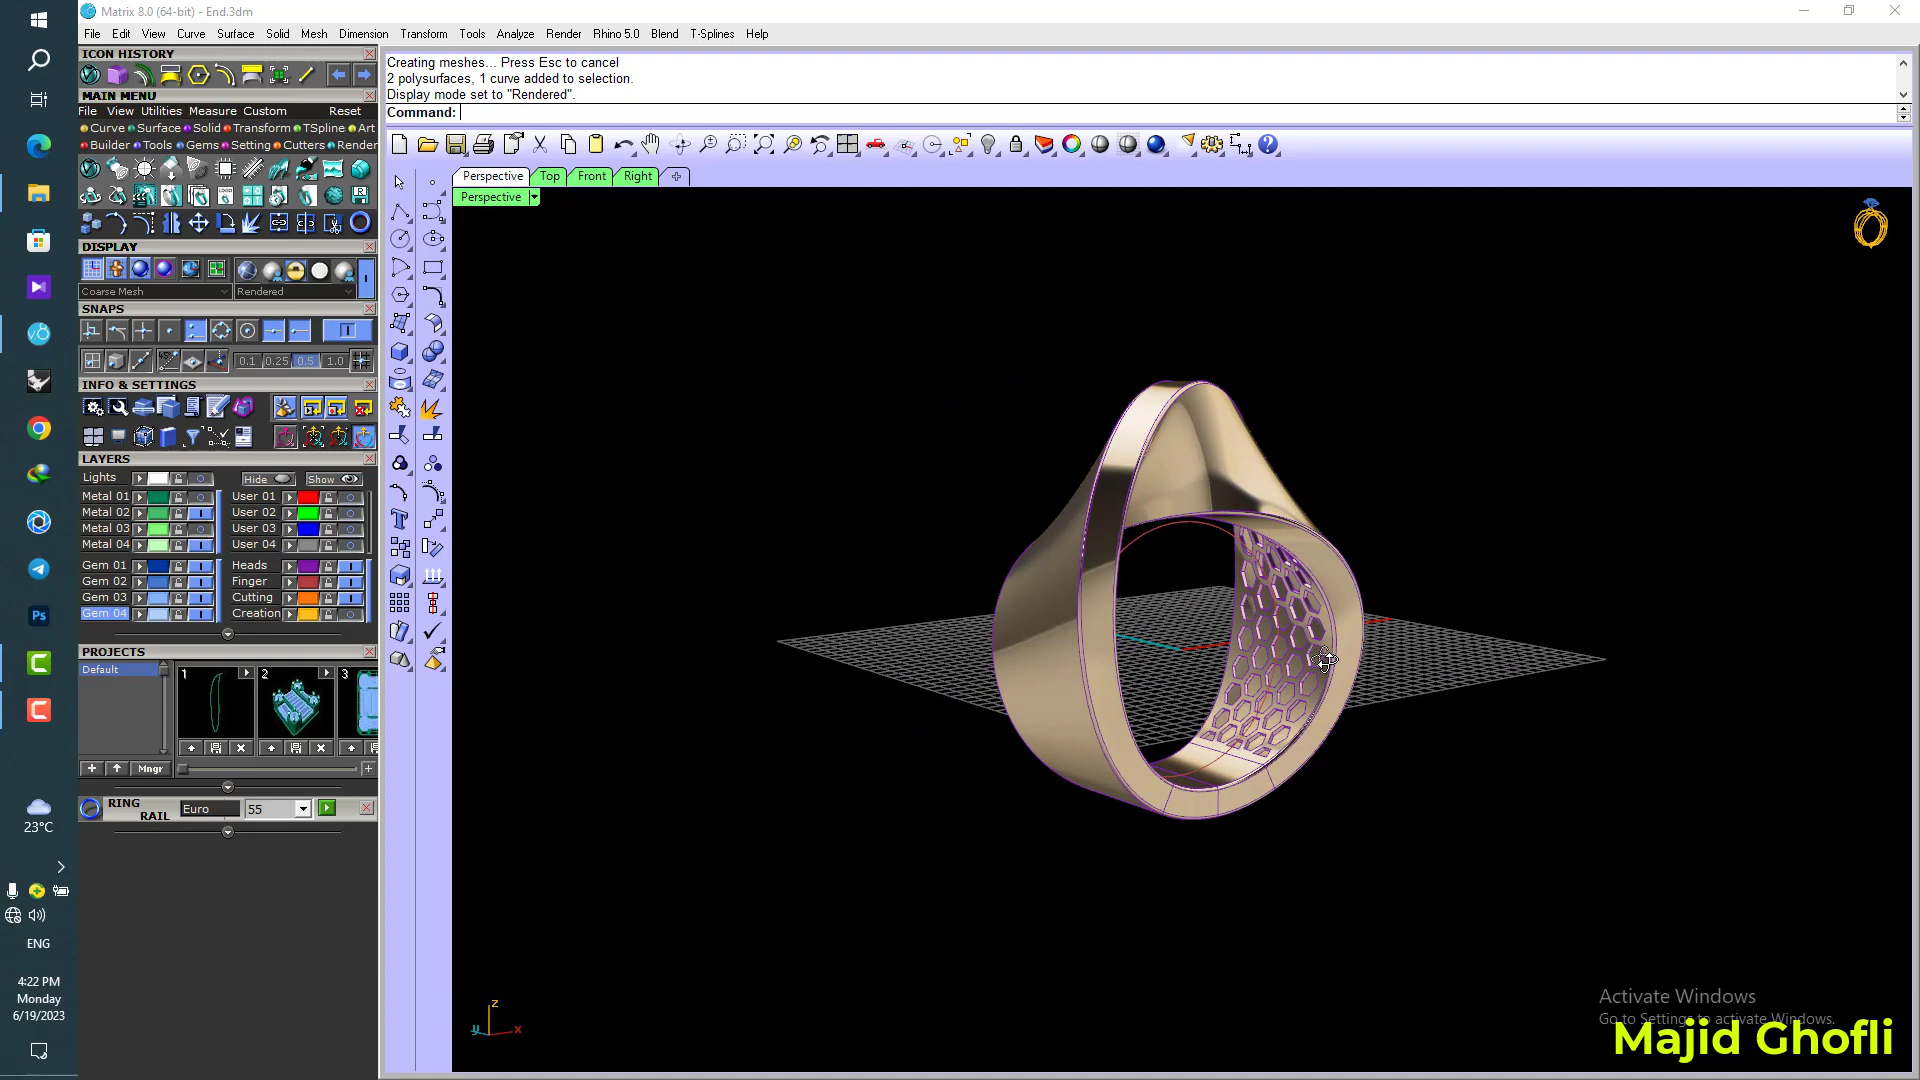 Matrix 8.0 (64-bit) - End.3dm
File Edit View Curve Surface Solid Mesh Dimension Transform Tools Analyze Render Rhino 5.0 Blend T-Splines Help
ICON HISTORY
MAIN MENU
File View Utilities Measure Custom Reset
Curve Surface Solid Transform TSpline Art
Builder Tools Gems Setting Cutters Render
DISPLAY
Coarse Mesh Rendered
SNAPS
0.1 0.25 0.5 1.0
INFO & SETTINGS
LAYERS
Lights Hide Show
Metal 01 User 01
Metal 02 User 02
Metal 03 User 03
Metal 04 User 04
Gem 01 Heads
Gem 02 Finger
Gem 03 Cutting
Gem 04 Creation
PROJECTS
Default
1 2 3
Mngr
RING RAIL Euro 55
Creating meshes... Press Esc to cancel
2 polysurfaces, 1 curve added to selection.
Display mode set to "Rendered".
Command:
Perspective Top Front Right
Perspective
z
y x
23°C
ENG
4:22 PM
Monday
6/19/2023
Activate Windows
Go to Settings to activate Windows.
Majid Ghofli